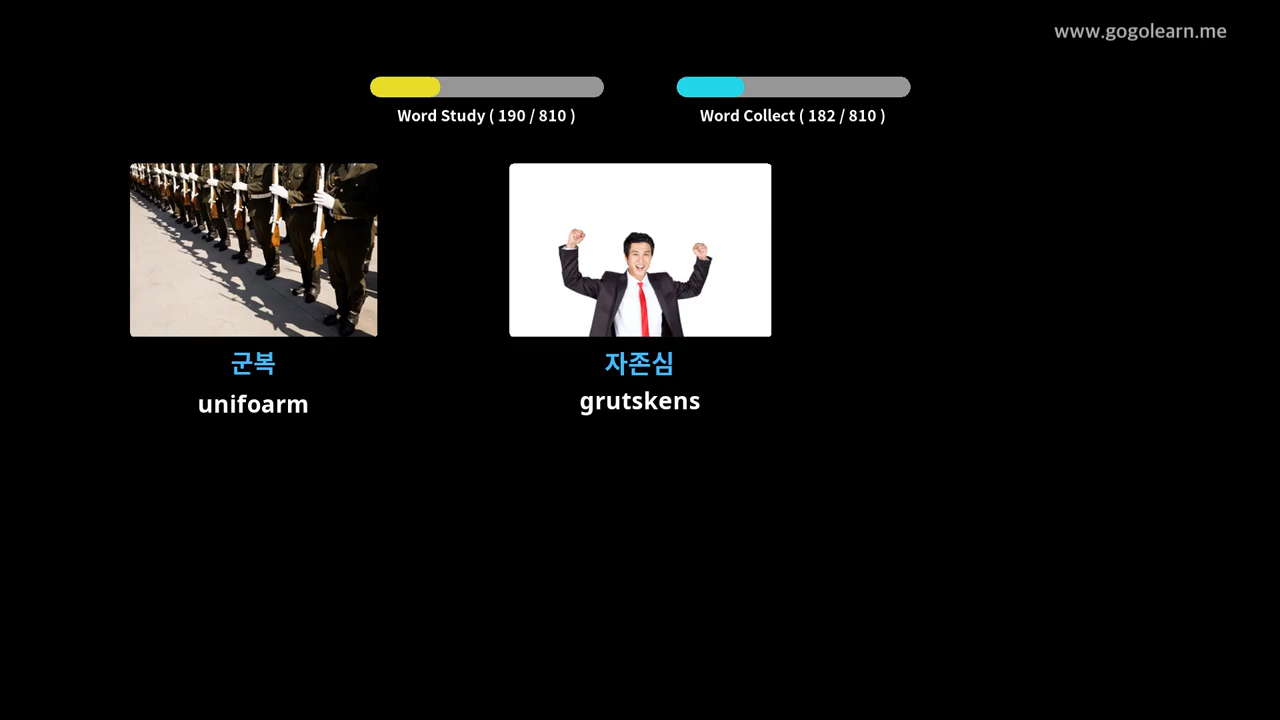 www.gogolearn.me
Word Study ( 190 / 810 )
Word Collect ( 182 / 810 )
군복
unifoarm
자존심
grutskens